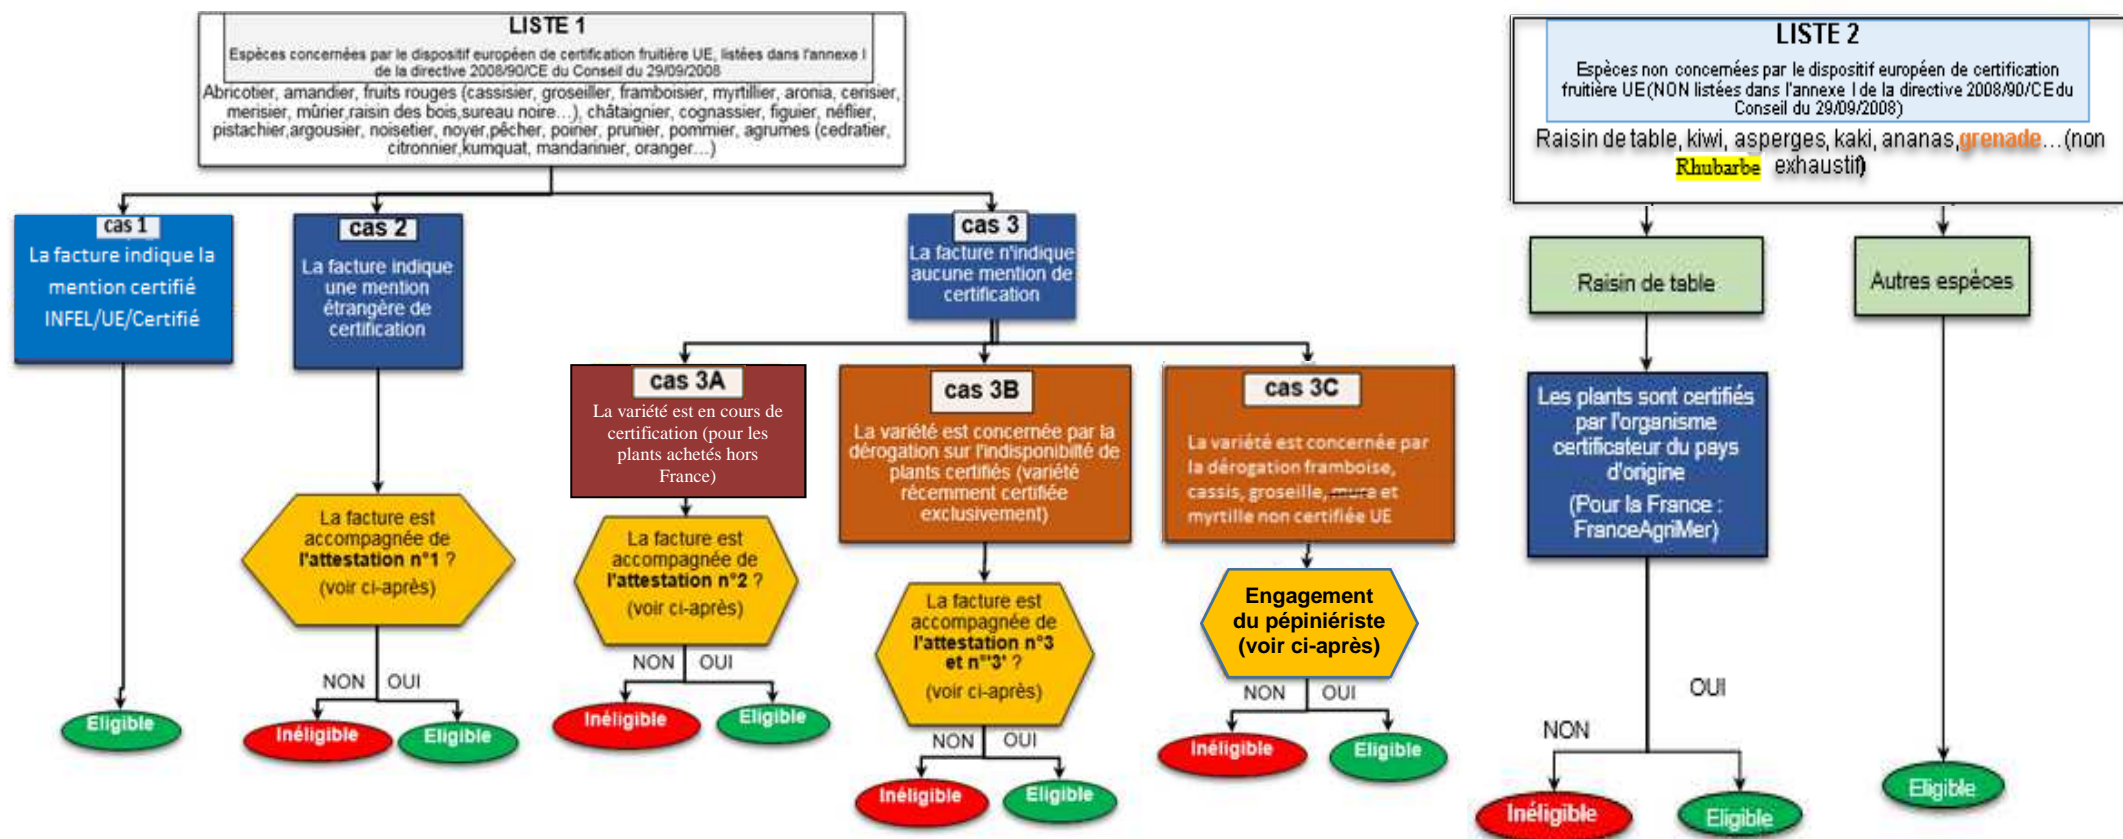 LISTE 1
Espèces concernées par le dispositif européen de certification fruitière UE, listées dans l'annexe I
de la directive 2008/90/CE du Conseil du 29/09/2008
Abricotier, amandier, fruits rouges (cassisier, groseiller, framboisier, myrtillier, aronia, cerisier,
merisier, mûrier,raisin des bois,sureau noire...), châtaignier, cognassier, figuier, néflier,
pistachier,argousier, noisetier, noyer,pêcher, poirier, prunier, pommier, agrumes (cedratier,
citronnier,kumquat, mandarinier, oranger...)
cas 1
La facture indique la
mention certifié
INFEL/UE/Certifié
Eligible
cas 2
La facture indique
une mention
étrangère de
certification
La facture est
accompagnée de
l'attestation n°1 ?
(voir ci-après)
NON OUI
Inéligible Eligible
cas 3
La facture n'indique
aucune mention de
certification
cas 3A
La variété est en cours de
certification (pour les
plants achetés hors
France)
La facture est
accompagnée de
l'attestation n°2 ?
(voir ci-après)
NON OUI
Inéligible Eligible
cas 3B
La variété est concernée par la
dérogation sur l'indisponibilté de
plants certifiés (variété
récemment certifiée
exclusivement)
La facture est
accompagnée de
l'attestation n°3
et n°'3' ?
(voir ci-après)
NON OUI
Inéligible Eligible
cas 3C
La variété est concernée par
la dérogation framboise,
cassis, groseille, mure et
myrtille non certifiée UE
Engagement
du pépiniériste
(voir ci-après)
NON OUI
Inéligible Eligible
LISTE 2
Espèces non concernées par le dispositif européen de certification
fruitière UE(NON listées dans l'annexe I de la directive 2008/90/CE du
Conseil du 29/09/2008)
Raisin de table, kiwi, asperges, kaki, ananas,grenade...(non
Rhubarbe exhaustif)
Raisin de table
Les plants sont certifiés
par l'organisme
certificateur du pays
d'origine
(Pour la France :
FranceAgriMer)
NON OUI
Inéligible Eligible
Autres espèces
Eligible